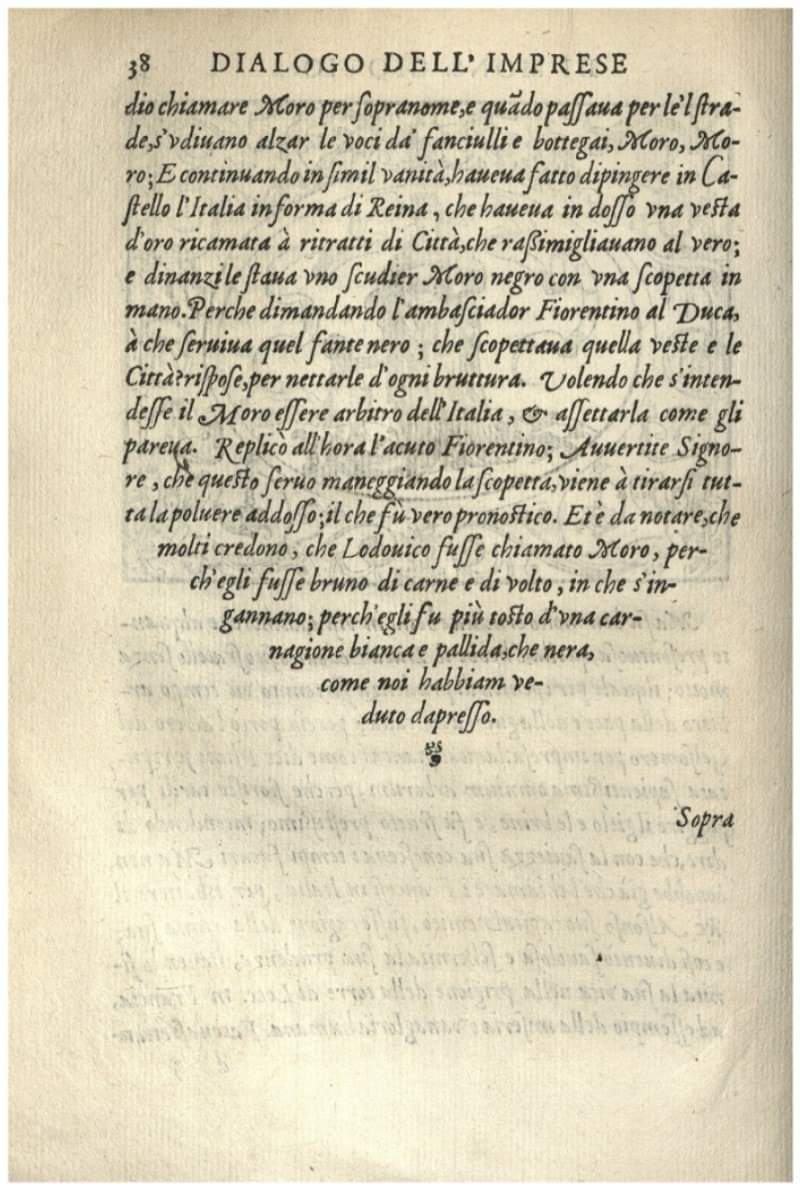 38 DIALOGO DELL' IMPRESE
dio chiamare Moro per ſopranome, e quãdo paſſaua per le'lſtra-
de, s'vdiuano alzar le voci da' fanciulli e bottegai, Moro, Mo-
ro; E continuando in ſimil vanità, haueua fatto dipingere in Ca-
ſtello l'Italia in forma di Reina, che haueua in doſſo vna veſta
d'oro ricamata à ritratti di Città, che raßimigliauano al vero;
e dinanzi le ſtaua vno ſcudier Moro negro con vna ſcopetta in
mano. Perche dimandando l'ambaſciador Fiorentino al Duca,
à che ſeruiua quel fante nero; che ſcopettaua quella veſte e le
Città? riſpoſe, per nettarle d'ogni bruttura. Volendo che s'inten-
deſſe il Moro eſſere arbitro dell'Italia, & aſſettarla come gli
pareua. Replicò all'hora l'acuto Fiorentino; Auuertite Signo-
re, che queſto ſeruo maneggiando la ſcopetta, viene à tirarſi tut-
ta la poluere addoſſo; il che fù vero pronoſtico. Et è da notare, che
molti credono, che Lodouico fuſſe chiamato Moro, per-
ch'egli fuſſe bruno di carne e di volto, in che s'in-
gannano; perch'egli fu più toſto d'vna car-
nagione bianca e pallida, che nera,
come noi habbiam ve-
duto dapreſſo.
Sopra